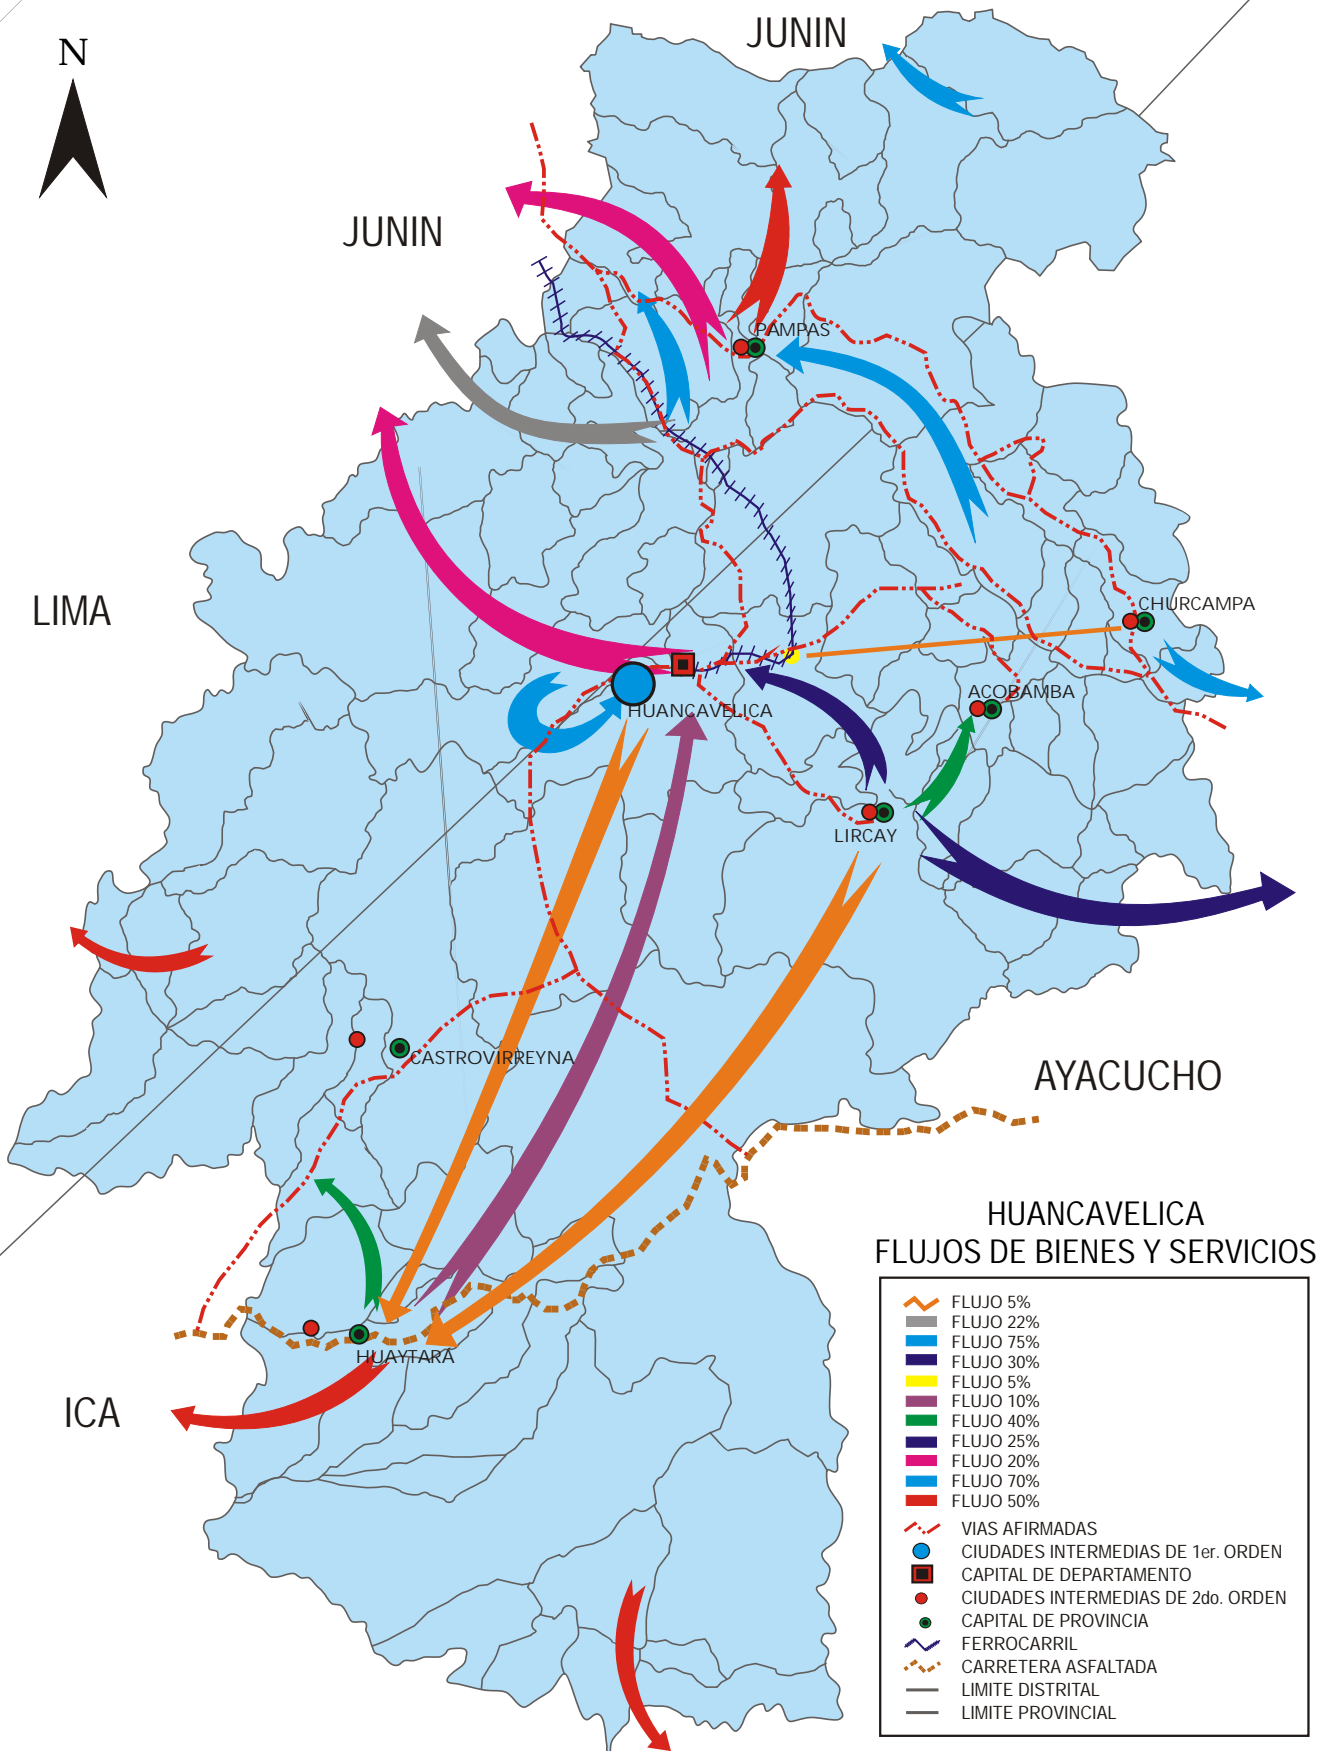 JUNIN
N
JUNIN
PAMPAS
LIMA
CHURCAMPA
ACOBAMBA
HUANCAVELICA
LIRCAY
CASTROVIRREYNA
AYACUCHO
HUAYTARA
ICA
HUANCAVELICA
FLUJOS DE BIENES Y SERVICIOS
FLUJO 5%
FLUJO 22%
FLUJO 75%
FLUJO 30%
FLUJO 5%
FLUJO 10%
FLUJO 40%
FLUJO 25%
FLUJO 20%
FLUJO 70%
FLUJO 50%
VIAS AFIRMADAS
CIUDADES INTERMEDIAS DE 1er. ORDEN
CAPITAL DE DEPARTAMENTO
CIUDADES INTERMEDIAS DE 2do. ORDEN
CAPITAL DE PROVINCIA
FERROCARRIL
CARRETERA ASFALTADA
LIMITE DISTRITAL
LIMITE PROVINCIAL